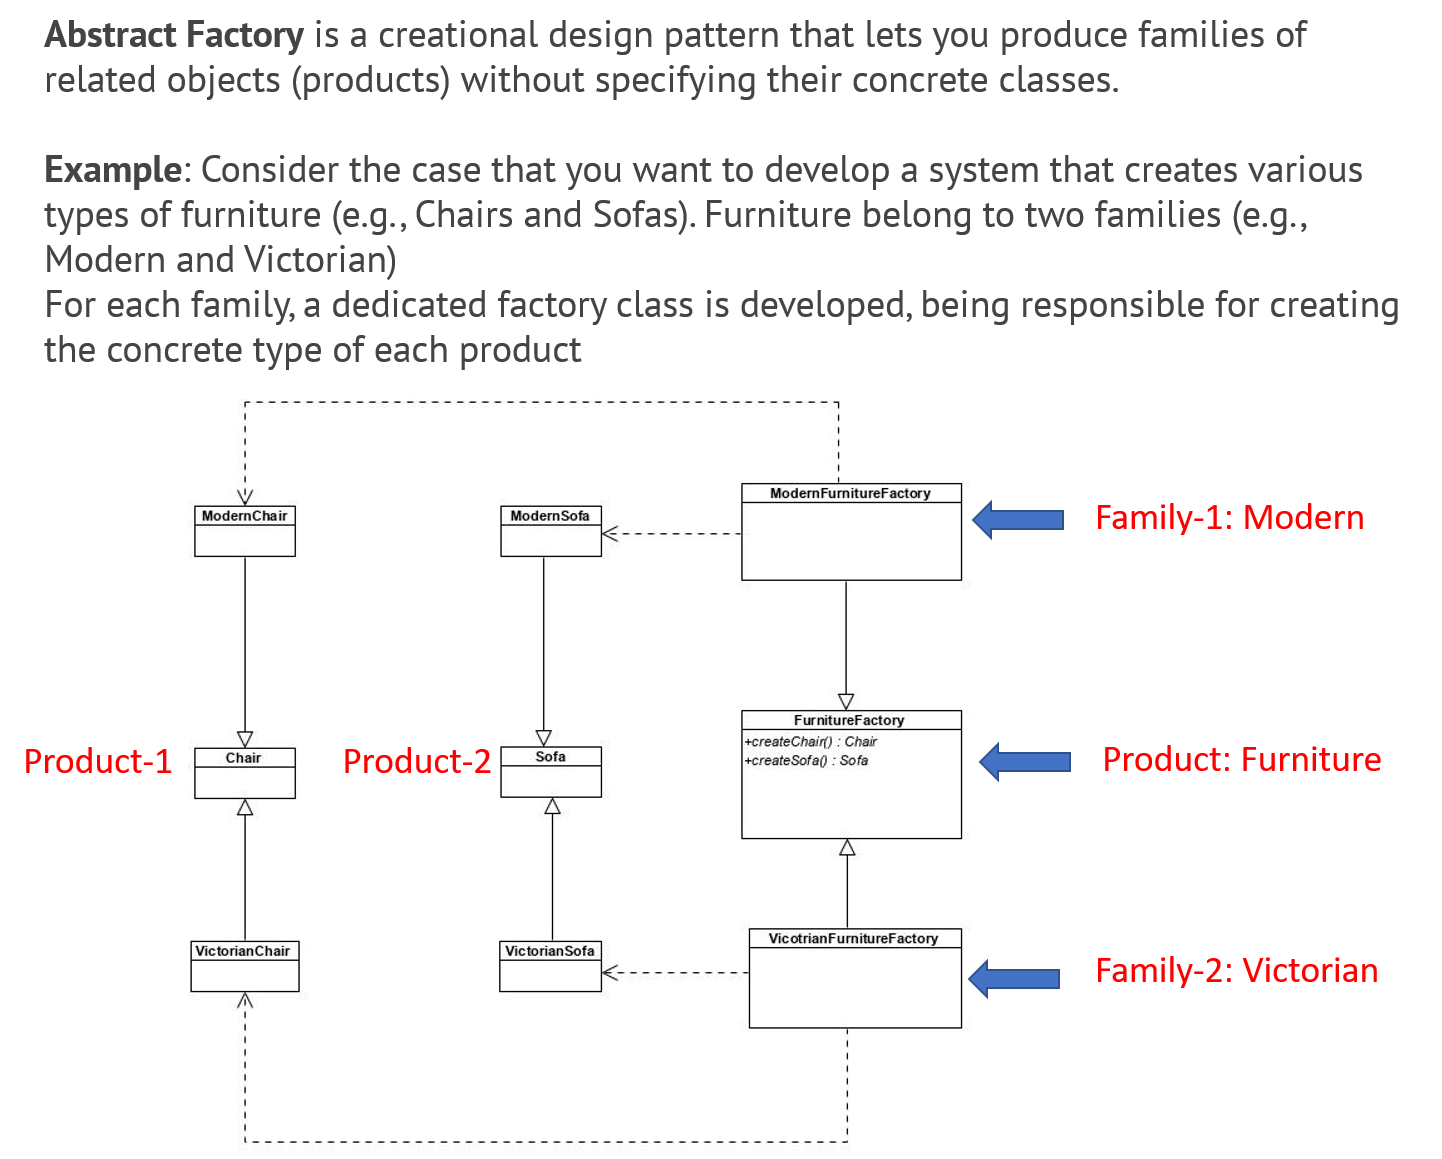 Abstract Factory is a creational design pattern that lets you produce families of
related objects (products) without specifying their concrete classes.
Example: Consider the case that you want to develop a system that creates various
types of furniture (e.g., Chairs and Sofas). Furniture belong to two families (e.g.,
Modern and Victorian)
For each family, a dedicated factory class is developed, being responsible for creating
the concrete type of each product
ModernFurnitureFactory
ModernChair
ModernSofa
Family-1: Modern
FurnitureFactory
+createChair() : Chair
+createSofa() : Sofa
Product-1
Chair
Product-2
Sofa
Product: Furniture
VicotrianFurnitureFactory
VictorianChair
VictorianSofa
Family-2: Victorian